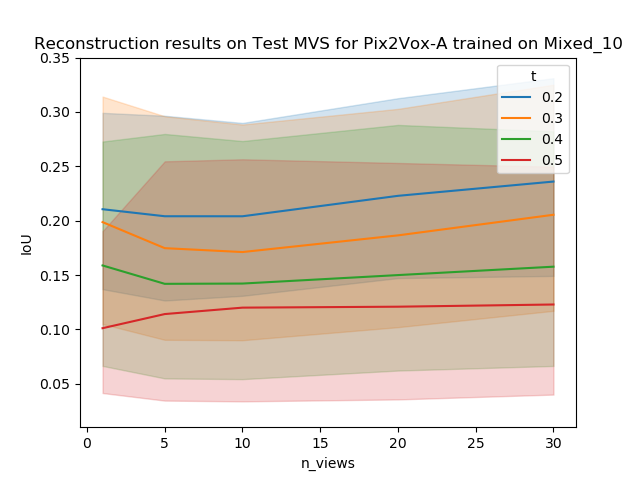 Reconstruction results on Test MVS for Pix2Vox-A trained on Mixed_10
t
0.2
0.3
0.4
0.5
IoU
0.35
0.30
0.25
0.20
0.15
0.10
0.05
0 5 10 15 20 25 30
n_views